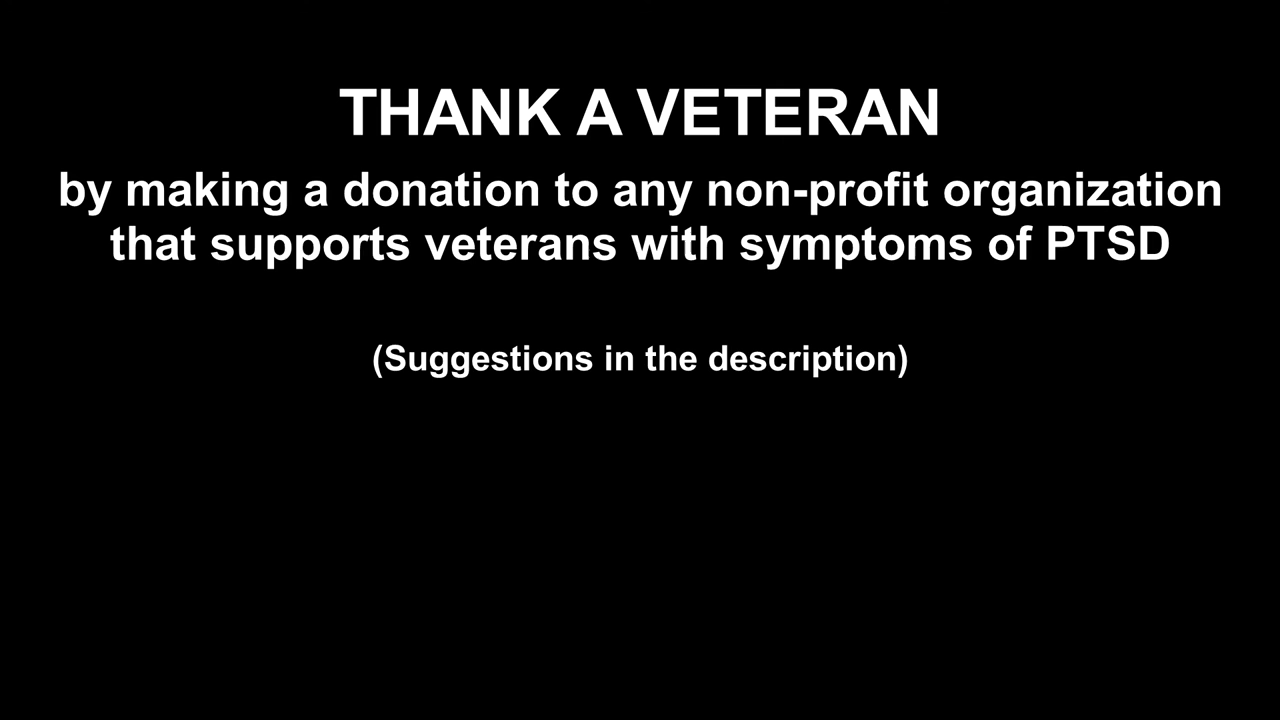 THANK A VETERAN
by making a donation to any non-profit organization
that supports veterans with symptoms of PTSD
(Suggestions in the description)